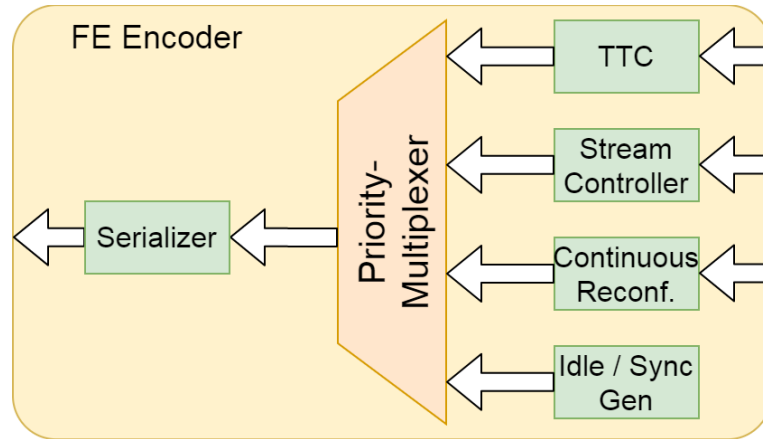 FE Encoder
TTC
Stream
Controller
Priority-
Multiplexer
Serializer
Continuous
Reconf.
Idle / Sync
Gen